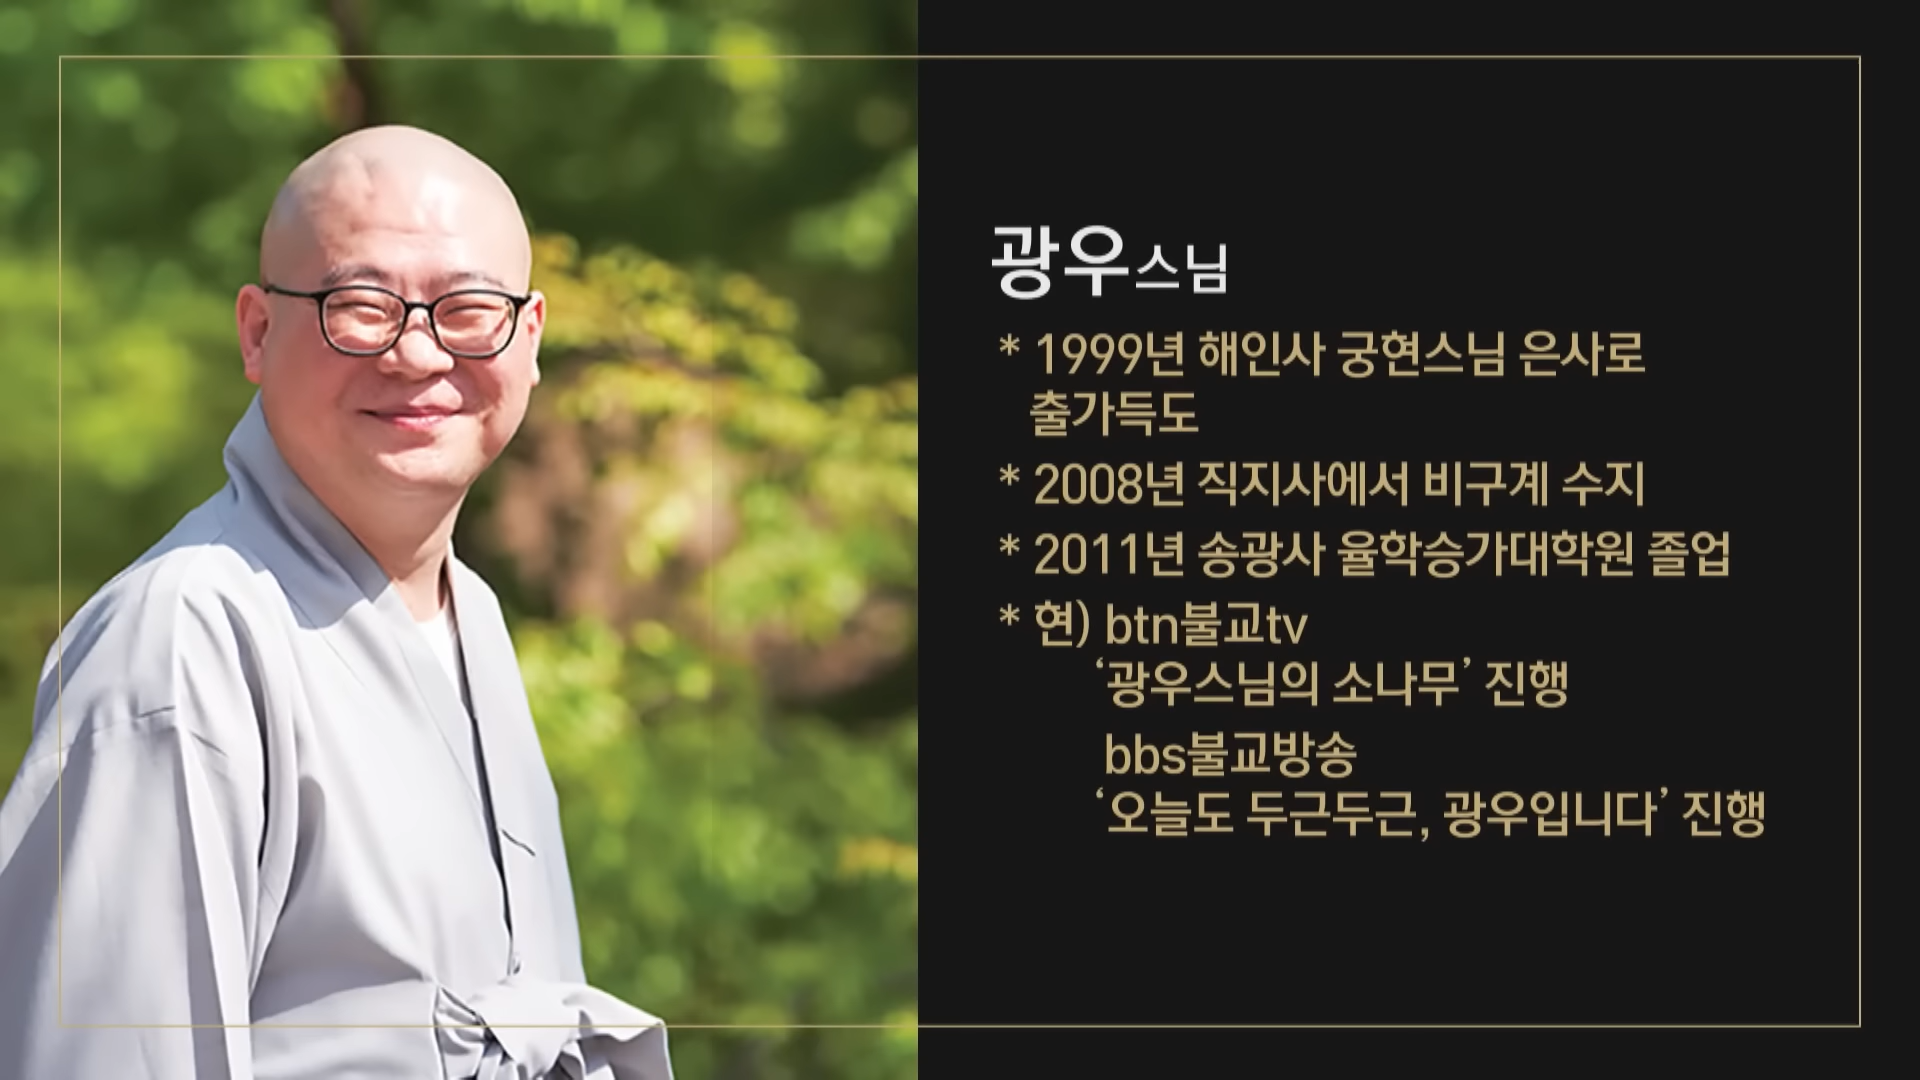 광우스님
* 1999년 해인사 궁현스님 은사로
출가득도
* 2008년 직지사에서 비구계 수지
* 2011년 송광사 율학승가대학원 졸업
* 현) btn불교tv
‘광우스님의 소나무’ 진행
bbs불교방송
‘오늘도 두근두근, 광우입니다’ 진행